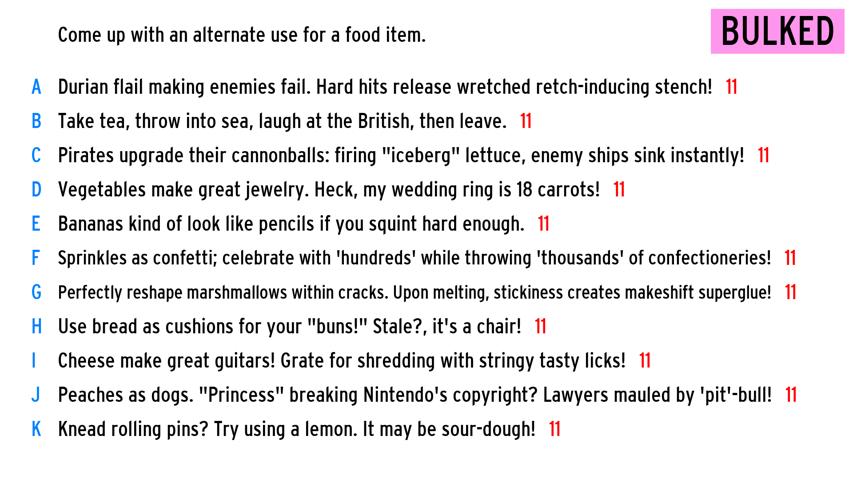 Come up with an alternate use for a food item.
BULKED
A Durian flail making enemies fail. Hard hits release wretched retch-inducing stench! 11
B Take tea, throw into sea, laugh at the British, then leave. 11
C Pirates upgrade their cannonballs: firing "iceberg" lettuce, enemy ships sink instantly! 11
D Vegetables make great jewelry. Heck, my wedding ring is 18 carrots! 11
E Bananas kind of look like pencils if you squint hard enough. 11
F Sprinkles as confetti; celebrate with 'hundreds' while throwing 'thousands' of confectioneries! 11
G Perfectly reshape marshmallows within cracks. Upon melting, stickiness creates makeshift superglue! 11
H Use bread as cushions for your "buns!" Stale?, it's a chair! 11
I Cheese make great guitars! Grate for shredding with stringy tasty licks! 11
J Peaches as dogs. "Princess" breaking Nintendo's copyright? Lawyers mauled by 'pit'-bull! 11
K Knead rolling pins? Try using a lemon. It may be sour-dough! 11